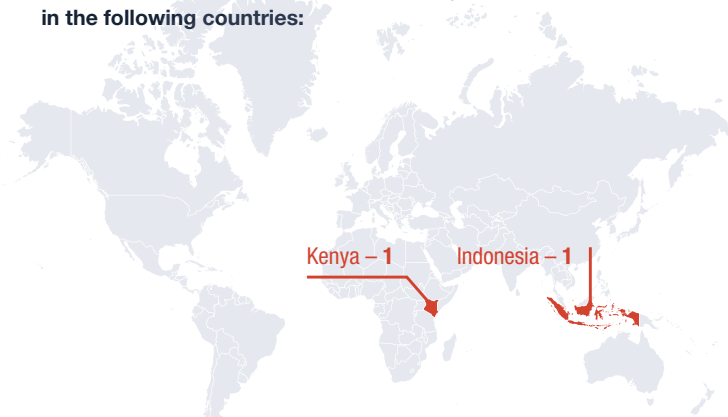 in the following countries:
Kenya – 1
Indonesia – 1